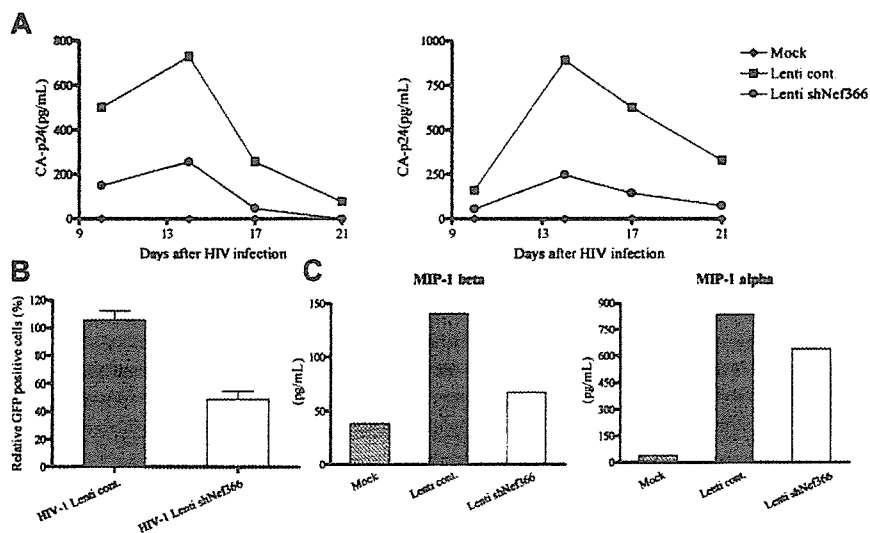 A
CA-p24(pg/mL)
800
600
400
200
0
9
13
17
21
Days after HIV infection
CA-p24(pg/mL)
1000
750
500
250
0
9
13
17
21
Days after HIV infection
Mock
Lenti cont.
Lenti shNef366
B
Relative GFP positive cells (%)
120
100
80
60
40
20
0
HIV-1 Lenti cont.
HIV-1 Lenti shNef366
C
MIP-1 beta
(pg/mL)
150
100
50
0
Mock
Lenti cont.
Lenti shNef366
MIP-1 alpha
(pg/mL)
900
750
600
450
300
150
0
Mock
Lenti cont.
Lenti shNef366